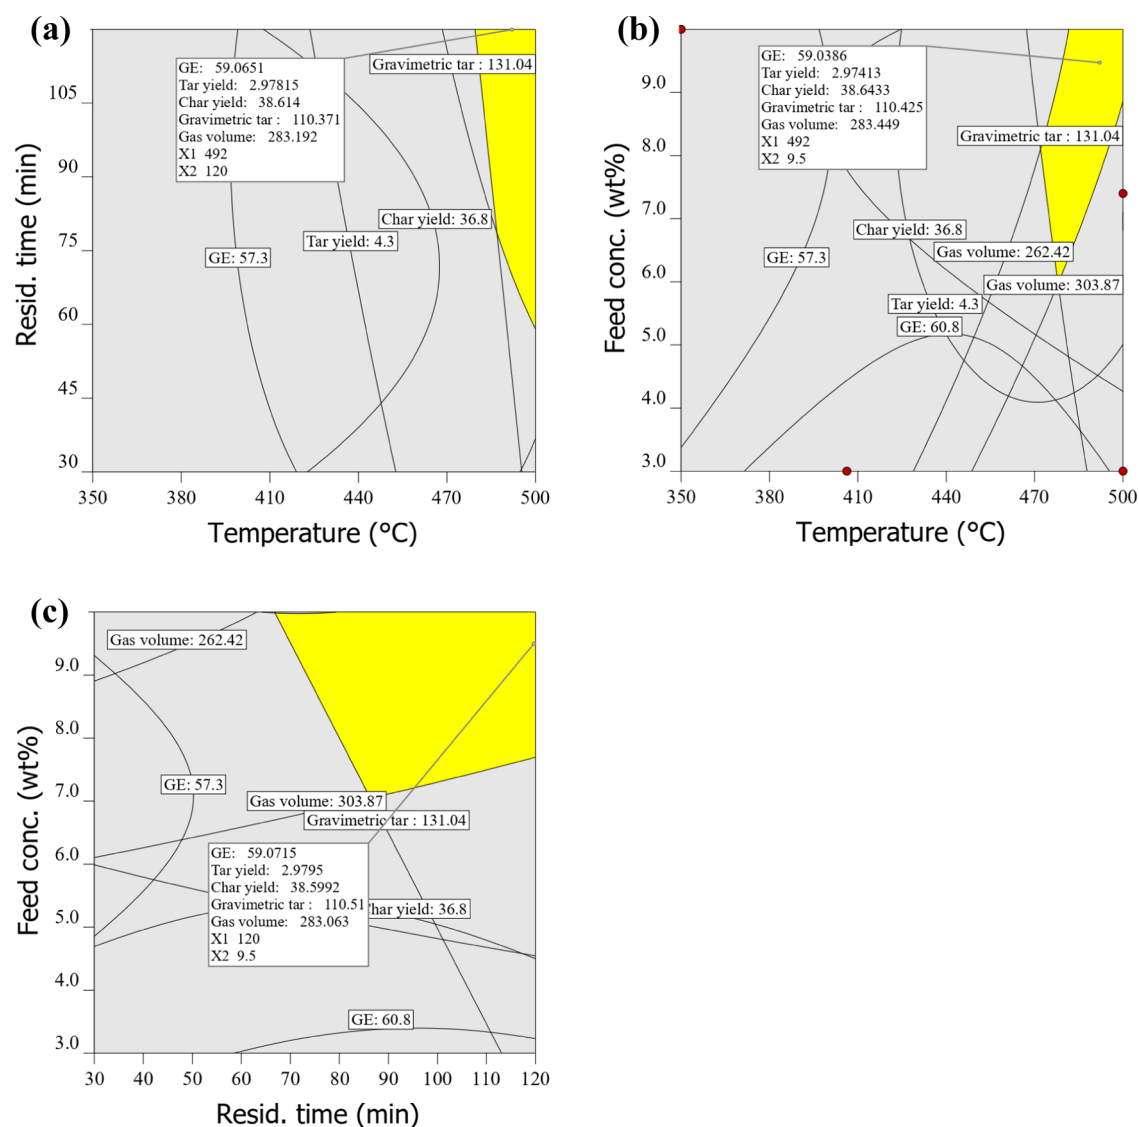 (a)
Resid. time (min)
105
90
75
60
45
30
350
380
410
440
470
500
Temperature (°C)
Gravimetric tar : 131.04
GE: 59.0651
Tar yield: 2.97815
Char yield: 38.614
Gravimetric tar : 110.371
Gas volume: 283.192
X1 492
X2 120
Char yield: 36.8
Tar yield: 4.3
GE: 57.3
(b)
Feed conc. (wt%)
9.0
8.0
7.0
6.0
5.0
4.0
3.0
350
380
410
440
470
500
Temperature (°C)
GE: 59.0386
Tar yield: 2.97413
Char yield: 38.6433
Gravimetric tar : 110.425
Gas volume: 283.449
X1 492
X2 9.5
Gravimetric tar : 131.04
Char yield: 36.8
Gas volume: 262.42
GE: 57.3
Gas volume: 303.87
Tar yield: 4.3
GE: 60.8
(c)
Feed conc. (wt%)
9.0
8.0
7.0
6.0
5.0
4.0
3.0
30
40
50
60
70
80
90
100
110
120
Resid. time (min)
Gas volume: 262.42
GE: 57.3
Gas volume: 303.87
Gravimetric tar : 131.04
GE: 59.0715
Tar yield: 2.9795
Char yield: 38.5992
Gravimetric tar : 110.51
Gas volume: 283.063
X1 120
X2 9.5
har yield: 36.8
GE: 60.8